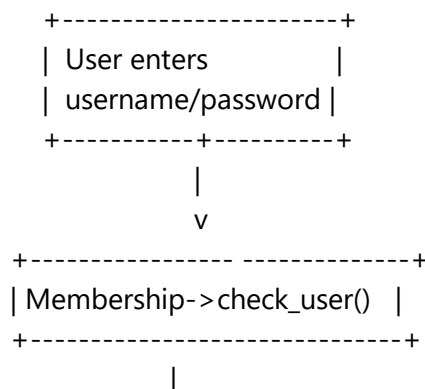 +-----------------------+
| User enters |
| username/password |
+-----------+----------+
|
v
+----------------- --------------+
| Membership->check_user() |
+-------------------------------+
|